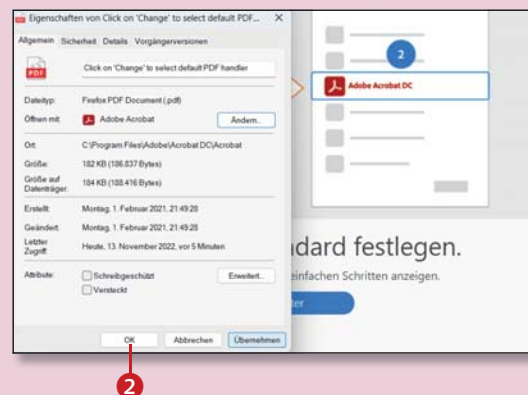 Eigenschaften von Click on 'Change' to select default PDF...
Allgemein Sicherheit Details Vorgängerversionen
PDF
Click on 'Change' to select default PDF handler
Dateityp: Firefox PDF Document (.pdf)
Öffnen mit: Adobe Acrobat Ändern...
Ort: C:\Program Files\Adobe\Acrobat DC\Acrobat
Größe: 182 KB (186.837 Bytes)
Größe auf Datenträger: 184 KB (188.416 Bytes)
Erstellt: Montag, 1. Februar 2021, 21:49:28
Geändert: Montag, 1. Februar 2021, 21:49:28
Letzter Zugriff: Heute, 13. November 2022, vor 5 Minuten
Attribute: Schreibgeschützt Erweitert...
Versteckt
OK Abbrechen Übernehmen
2
2
Adobe Acrobat DC
dard festlegen.
einfachen Schritten anzeigen.